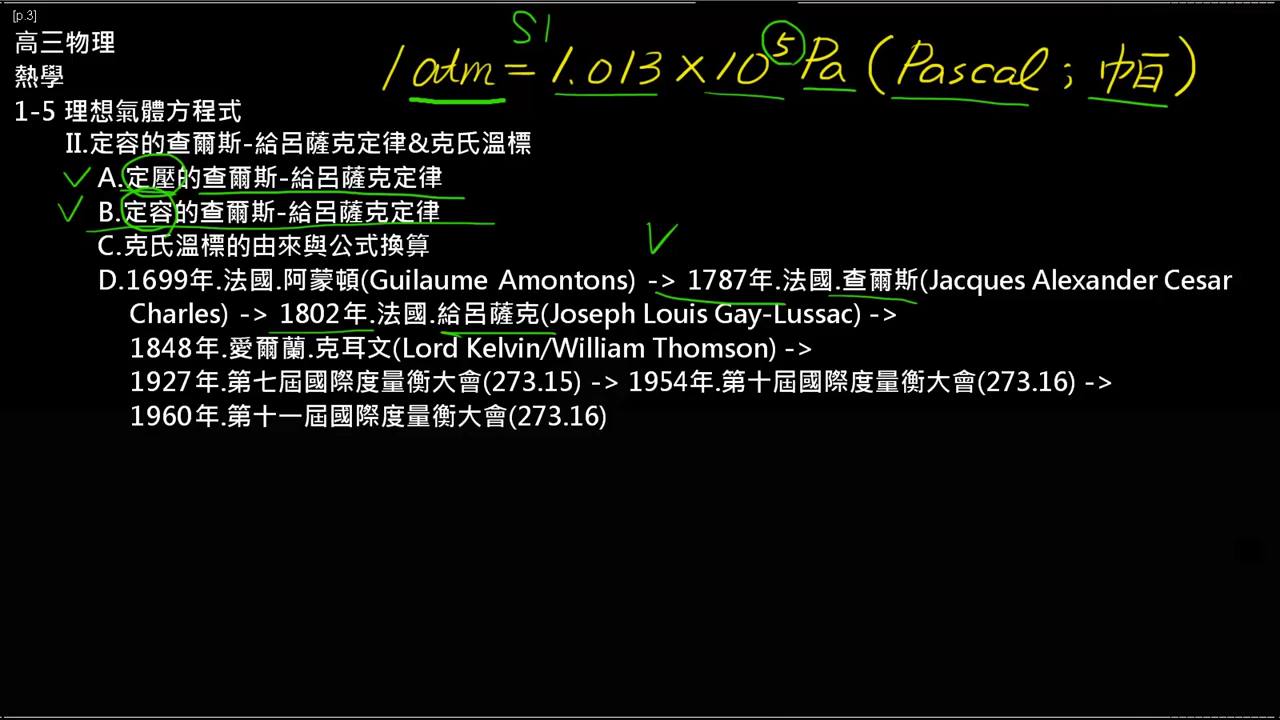 [p.3]
高三物理
熱學
SI
1 atm = 1.013 × 10⁵ Pa (Pascal ; 帕)
1-5 理想氣體方程式
II.定容的查爾斯-給呂薩克定律&克氏溫標
A.定壓的查爾斯-給呂薩克定律
B.定容的查爾斯-給呂薩克定律
C.克氏溫標的由來與公式換算
D.1699年.法國.阿蒙頓(Guilaume Amontons) -> 1787年.法國.查爾斯(Jacques Alexander Cesar
Charles) -> 1802年.法國.給呂薩克(Joseph Louis Gay-Lussac) ->
1848年.愛爾蘭.克耳文(Lord Kelvin/William Thomson) ->
1927年.第七屆國際度量衡大會(273.15) -> 1954年.第十屆國際度量衡大會(273.16) ->
1960年.第十一屆國際度量衡大會(273.16)